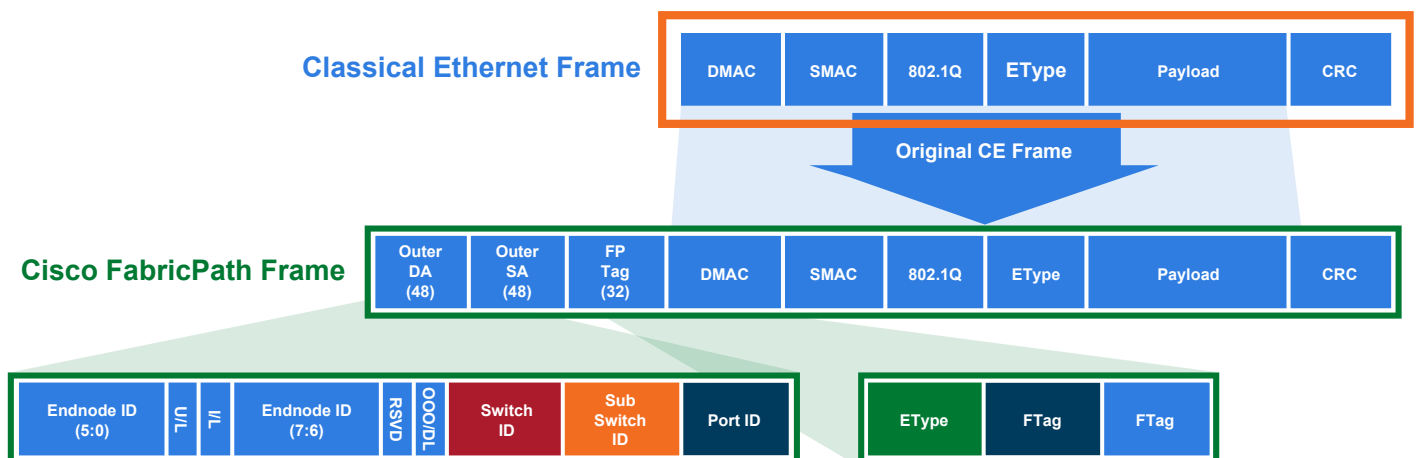 Classical Ethernet Frame
DMAC
SMAC
802.1Q
EType
Payload
CRC
Original CE Frame
Cisco FabricPath Frame
Outer
DA
(48)
Outer
SA
(48)
FP
Tag
(32)
DMAC
SMAC
802.1Q
EType
Payload
CRC
Endnode ID
(5:0)
U/L
I/L
Endnode ID
(7:6)
RSVD
OOO/DL
Switch
ID
Sub
Switch
ID
Port ID
EType
FTag
FTag